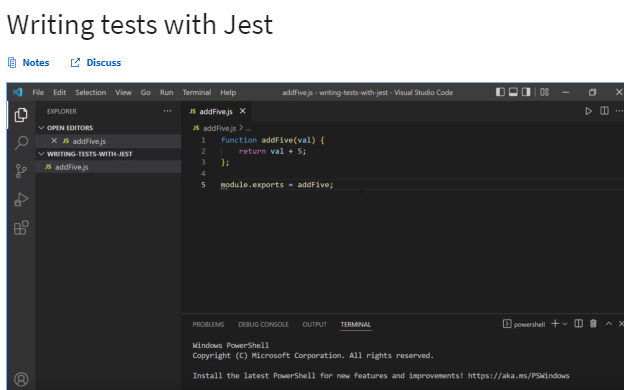 Writing tests with Jest
Notes Discuss
File Edit Selection View Go Run Terminal Help addFive.js - writing-tests-with-jest - Visual Studio Code
EXPLORER ...
OPEN EDITORS
JS addFive.js
WRITING-TESTS-WITH-JEST
JS addFive.js
JS addFive.js
JS addFive.js > ...
1 function addFive(val) {
2 return val + 5;
3 };
4
5 module.exports = addFive;
PROBLEMS DEBUG CONSOLE OUTPUT TERMINAL powershell
Windows PowerShell
Copyright (C) Microsoft Corporation. All rights reserved.
Install the latest PowerShell for new features and improvements! https://aka.ms/PSWindows